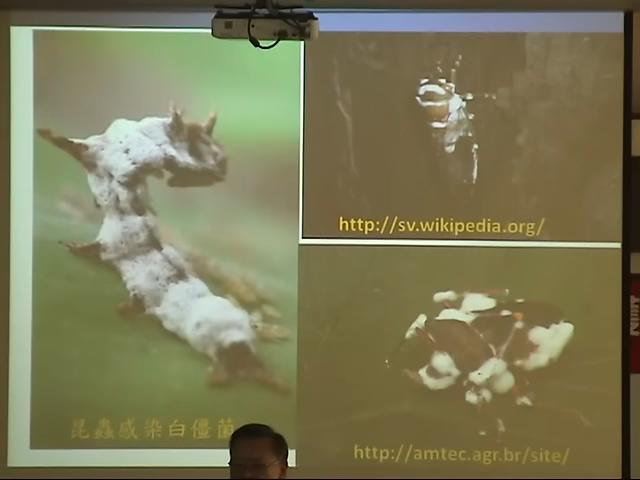 http://sv.wikipedia.org/
昆蟲感染白僵菌
http://amtec.agr.br/site/